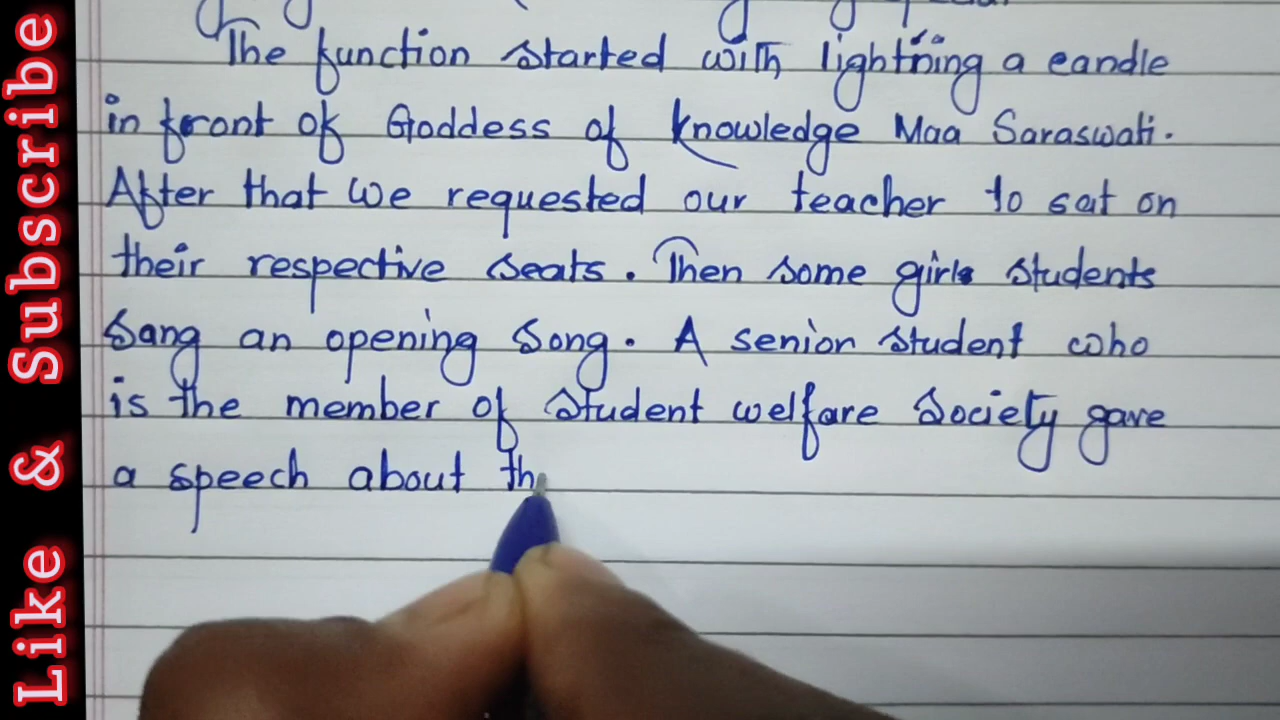 Like & Subscribe
The function started with lightning a candle
in front of Goddess of Knowledge Maa Saraswati.
After that we requested our teacher to sat on
their respective seats. Then some girls students
Sang an opening Song. A senior student who
is the member of Student welfare Society gave
a speech about th